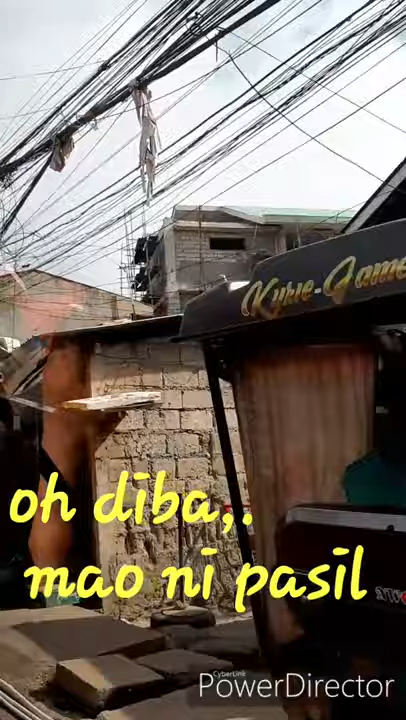 Kyrie-Game
oh diba,.
mao ni pasil
CyberLink
PowerDirector